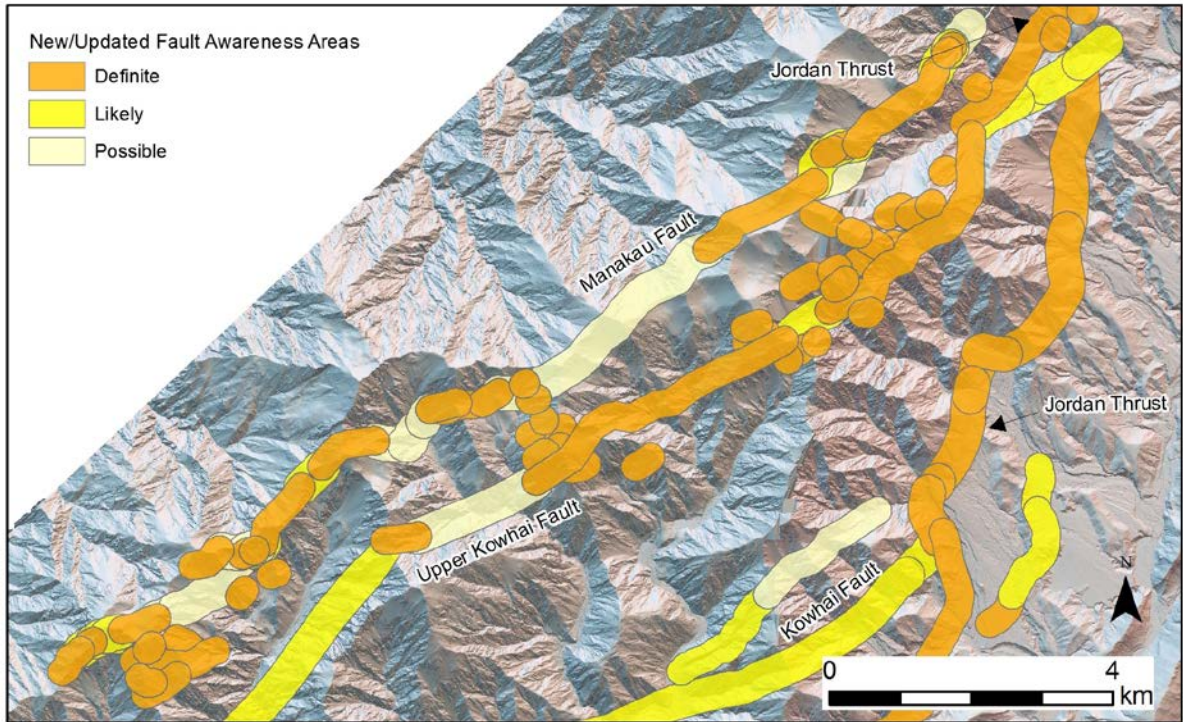 New/Updated Fault Awareness Areas
Definite
Likely
Possible
Jordan Thrust
Manakau Fault
Jordan Thrust
Upper Kowhai Fault
Kowhai Fault
N
0 4
km